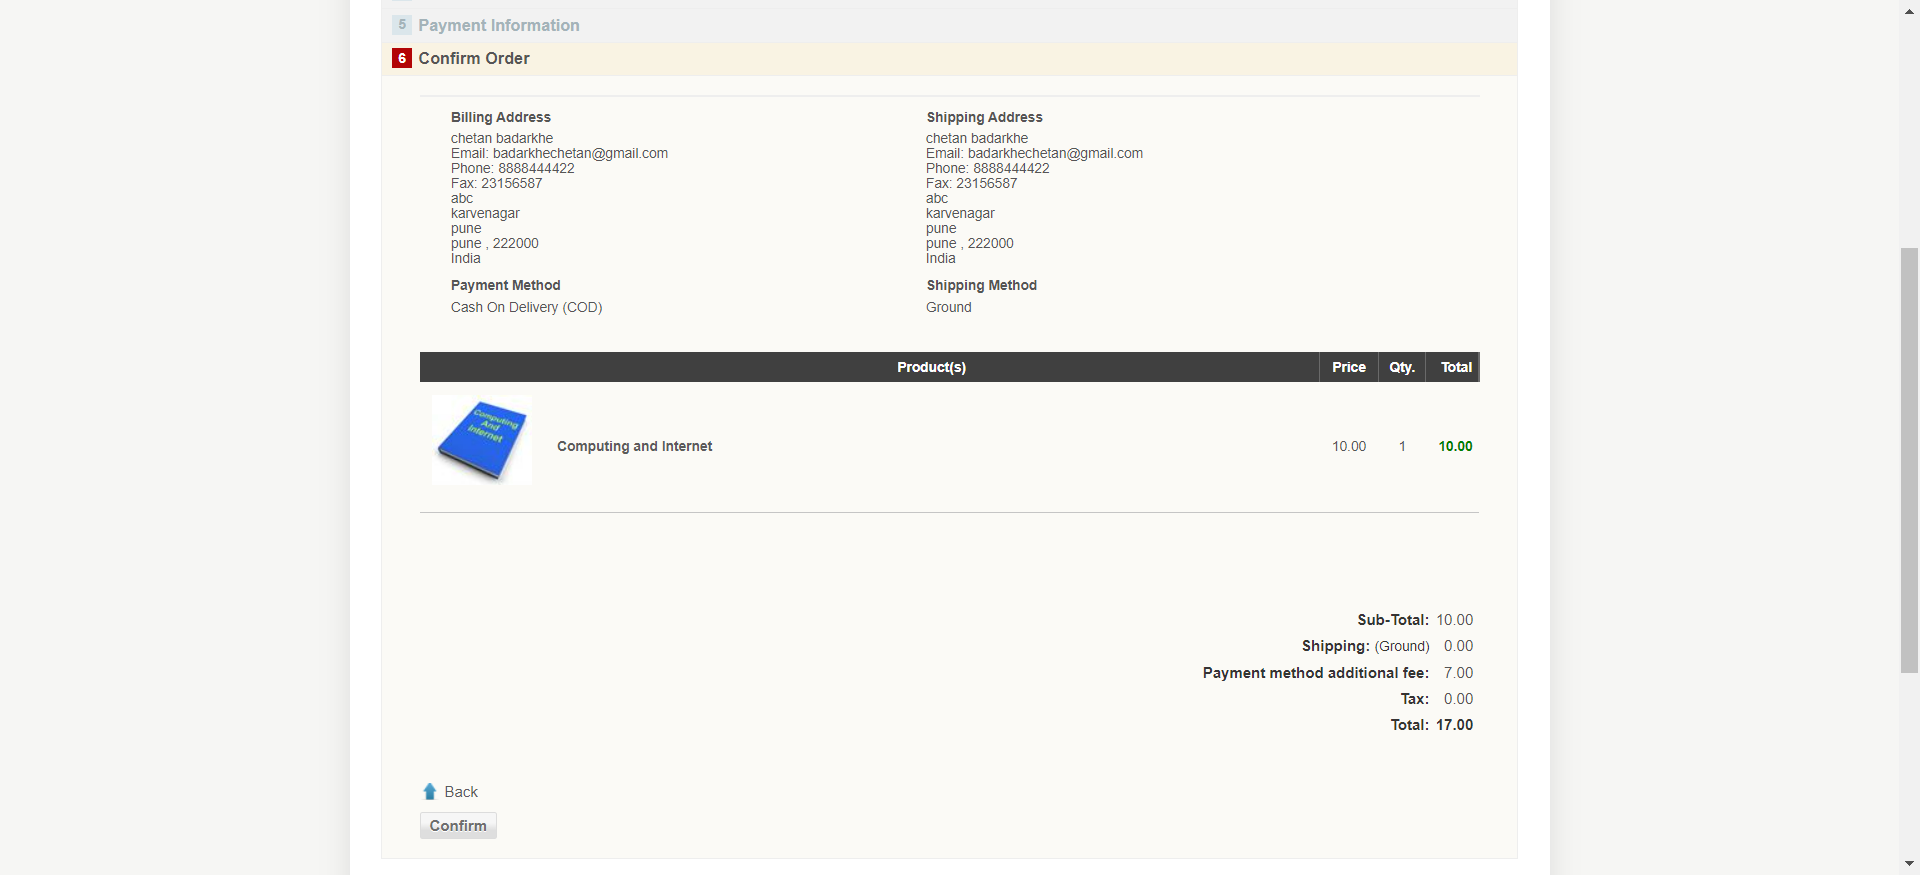 5 Payment Information
6 Confirm Order
Billing Address
chetan badarkhe
Email: badarkhechetan@gmail.com
Phone: 8888444422
Fax: 23156587
abc
karvenagar
pune
pune , 222000
India
Payment Method
Cash On Delivery (COD)
Shipping Address
chetan badarkhe
Email: badarkhechetan@gmail.com
Phone: 8888444422
Fax: 23156587
abc
karvenagar
pune
pune , 222000
India
Shipping Method
Ground
Product(s) Price Qty. Total
Computing
And
Internet
Computing and Internet 10.00 1 10.00
Sub-Total: 10.00
Shipping: (Ground) 0.00
Payment method additional fee: 7.00
Tax: 0.00
Total: 17.00
Back
Confirm